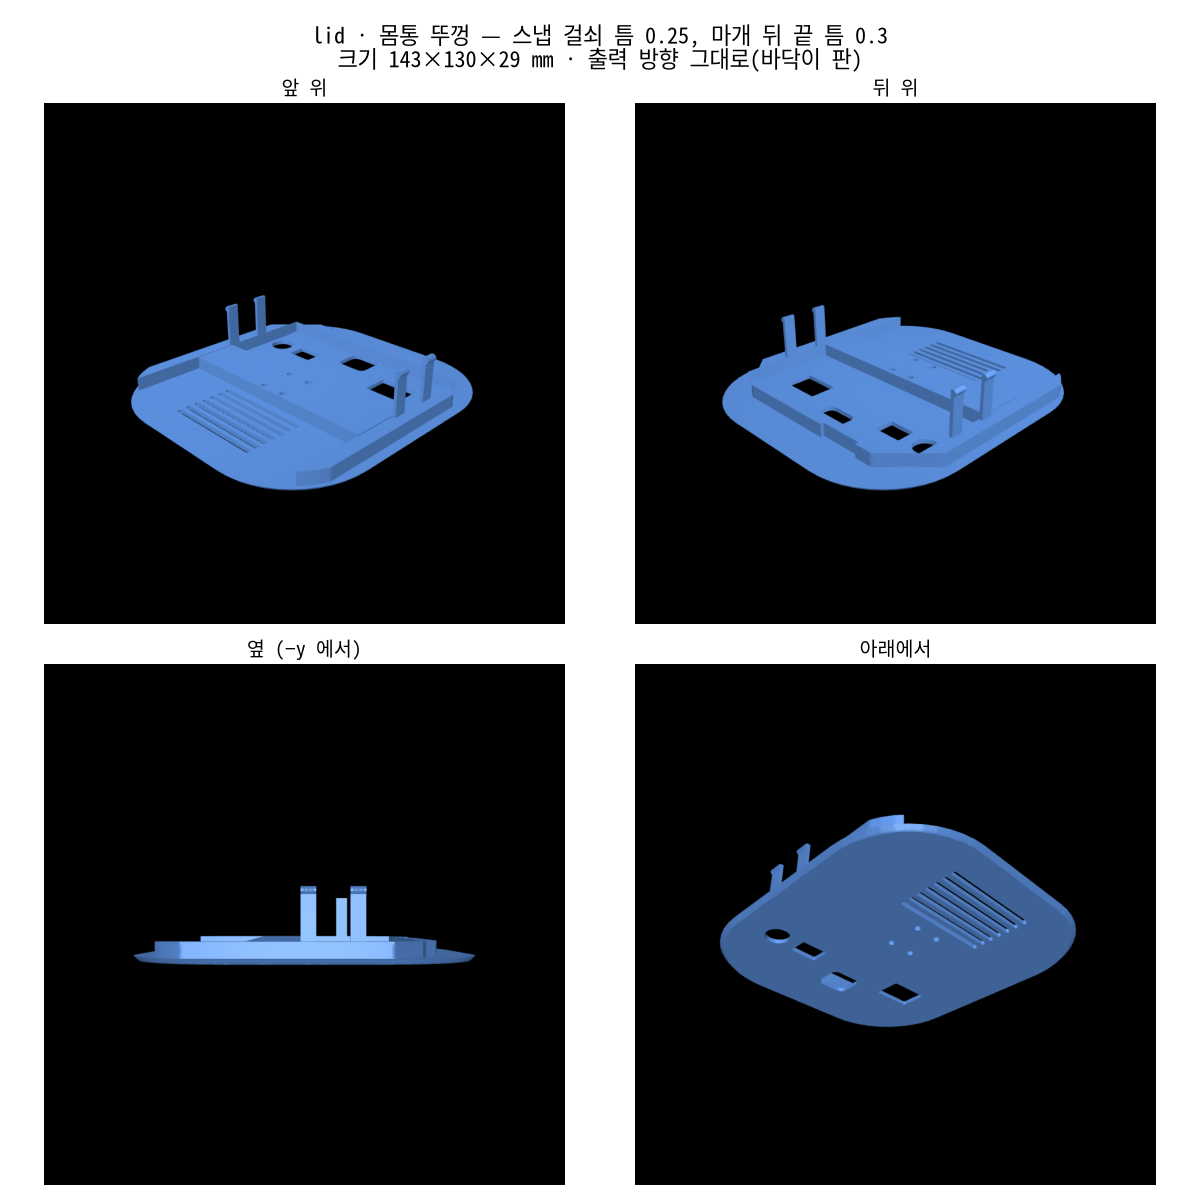 lid · 몸통 뚜껑 — 스냅 걸쇠 틈 0.25, 마개 뒤 끝 틈 0.3
크기 143×130×29 mm · 출력 방향 그대로(바닥이 판)
앞 위
뒤 위
옆 (−y 에서)
아래에서